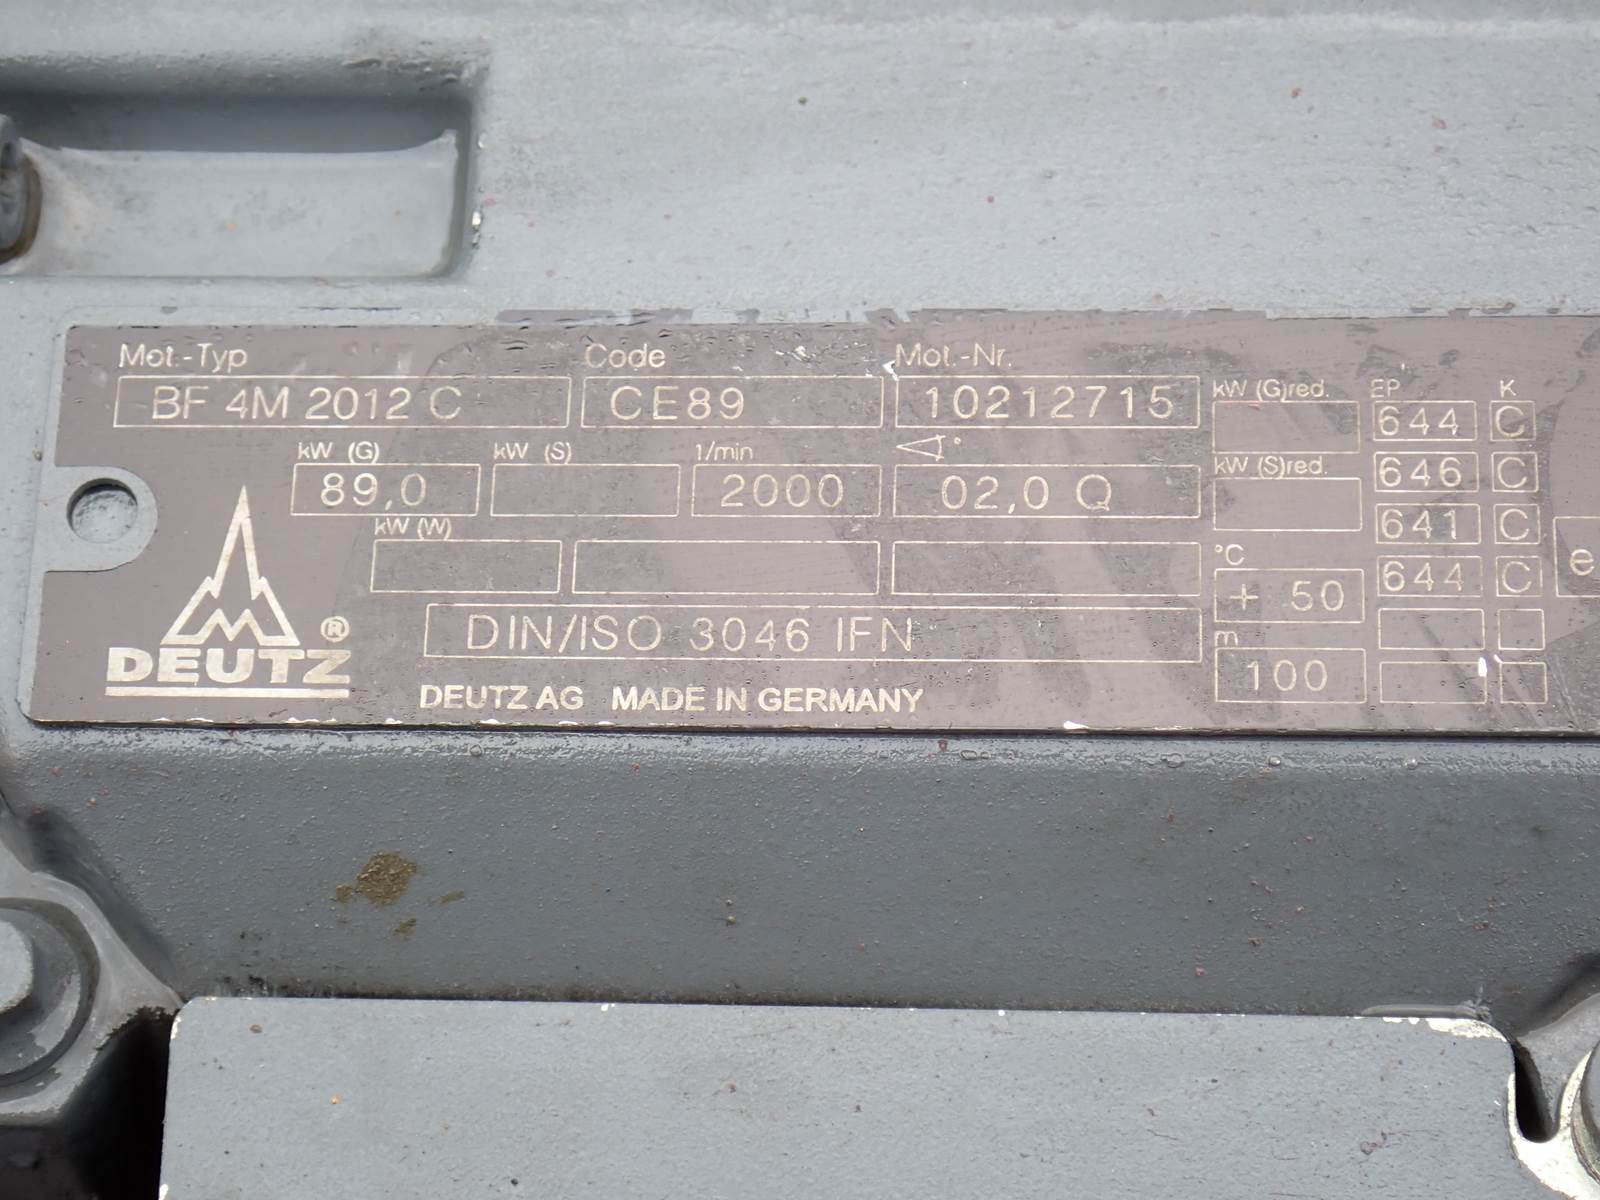 Mot.-Typ Code Mot.-Nr.
BF 4M 2012 C CE89 10212715
kW (G)red. EP K
644 C
kW (G) kW (S) 1/min °
89,0 2000 02,0 Q
kW (S)red. 646 C
641 C
kW (W)
°C
+ 50 644 C
DIN/ISO 3046 IFN
m
100
DEUTZ ®
DEUTZ AG MADE IN GERMANY
e